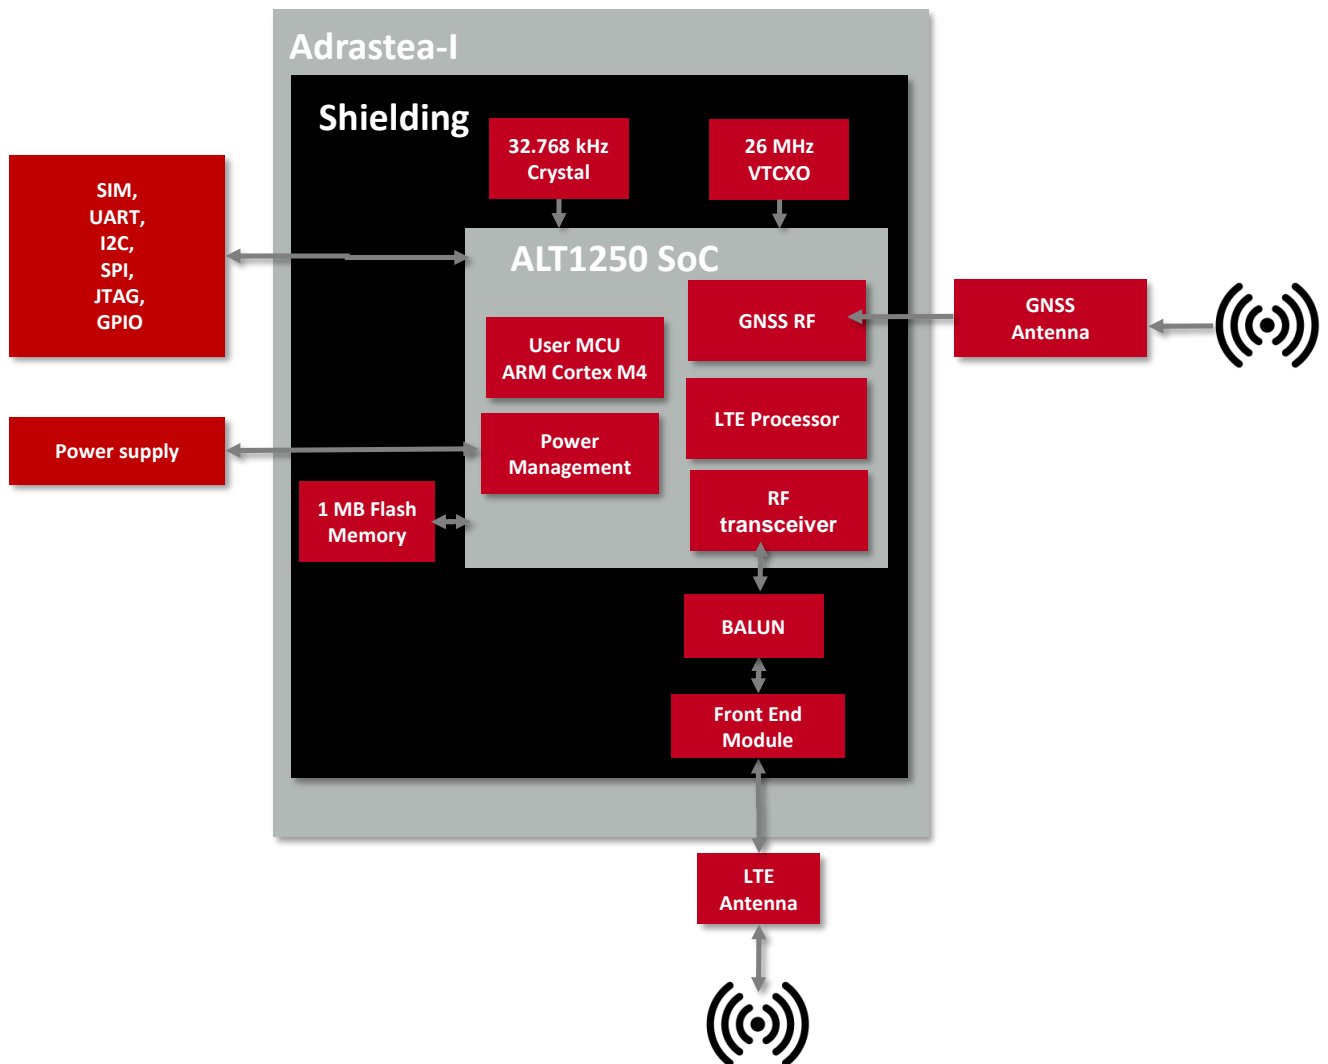 Adrastea-I
Shielding
32.768 kHz
Crystal
26 MHz
VTCXO
SIM,
UART,
I2C,
SPI,
JTAG,
GPIO
ALT1250 SoC
GNSS RF
GNSS
Antenna
User MCU
ARM Cortex M4
LTE Processor
Power supply
Power
Management
1 MB Flash
Memory
RF
transceiver
BALUN
Front End
Module
LTE
Antenna